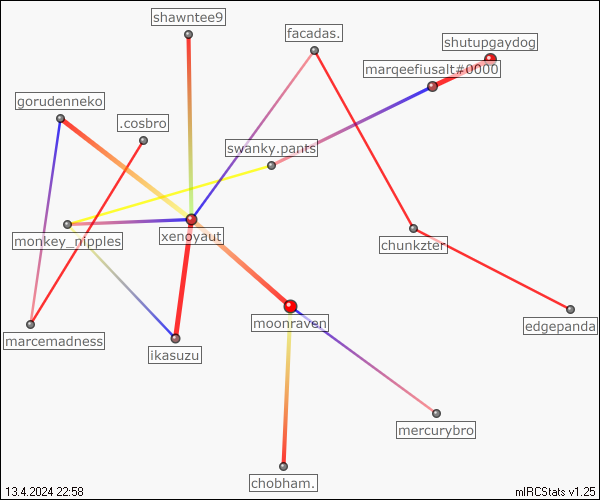 shawntee9
facadas.
shutupgaydog
marqeefiusalt#0000
gorudenneko
.cosbro
swanky.pants
xenoyaut
monkey_nipples
chunkzter
moonraven
edgepanda
marcemadness
ikasuzu
mercurybro
chobham.
13.4.2024 22:58
mIRCStats v1.25